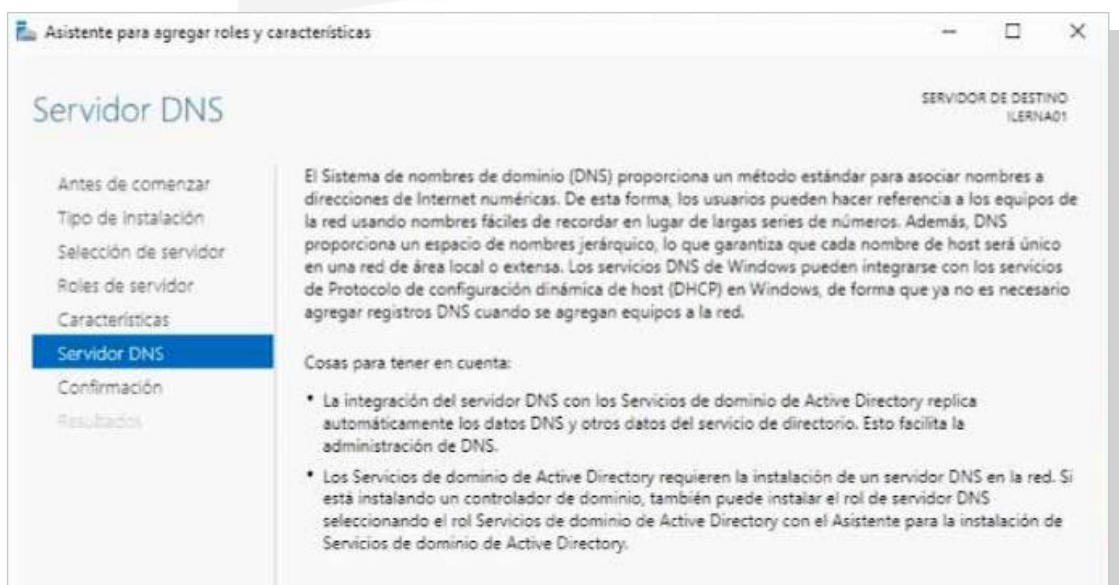 Asistente para agregar roles y características
Servidor DNS
SERVIDOR DE DESTINO
ILERNA01
Antes de comenzar
Tipo de instalación
Selección de servidor
Roles de servidor
Características
Servidor DNS
Confirmación
Resultados
El Sistema de nombres de dominio (DNS) proporciona un método estándar para asociar nombres a
direcciones de Internet numéricas. De esta forma, los usuarios pueden hacer referencia a los equipos de
la red usando nombres fáciles de recordar en lugar de largas series de números. Además, DNS
proporciona un espacio de nombres jerárquico, lo que garantiza que cada nombre de host será único
en una red de área local o extensa. Los servicios DNS de Windows pueden integrarse con los servicios
de Protocolo de configuración dinámica de host (DHCP) en Windows, de forma que ya no es necesario
agregar registros DNS cuando se agregan equipos a la red.
Cosas para tener en cuenta:
• La integración del servidor DNS con los Servicios de dominio de Active Directory replica
automáticamente los datos DNS y otros datos del servicio de directorio. Esto facilita la
administración de DNS.
• Los Servicios de dominio de Active Directory requieren la instalación de un servidor DNS en la red. Si
está instalando un controlador de dominio, también puede instalar el rol de servidor DNS
seleccionando el rol Servicios de dominio de Active Directory con el Asistente para la instalación de
Servicios de dominio de Active Directory.